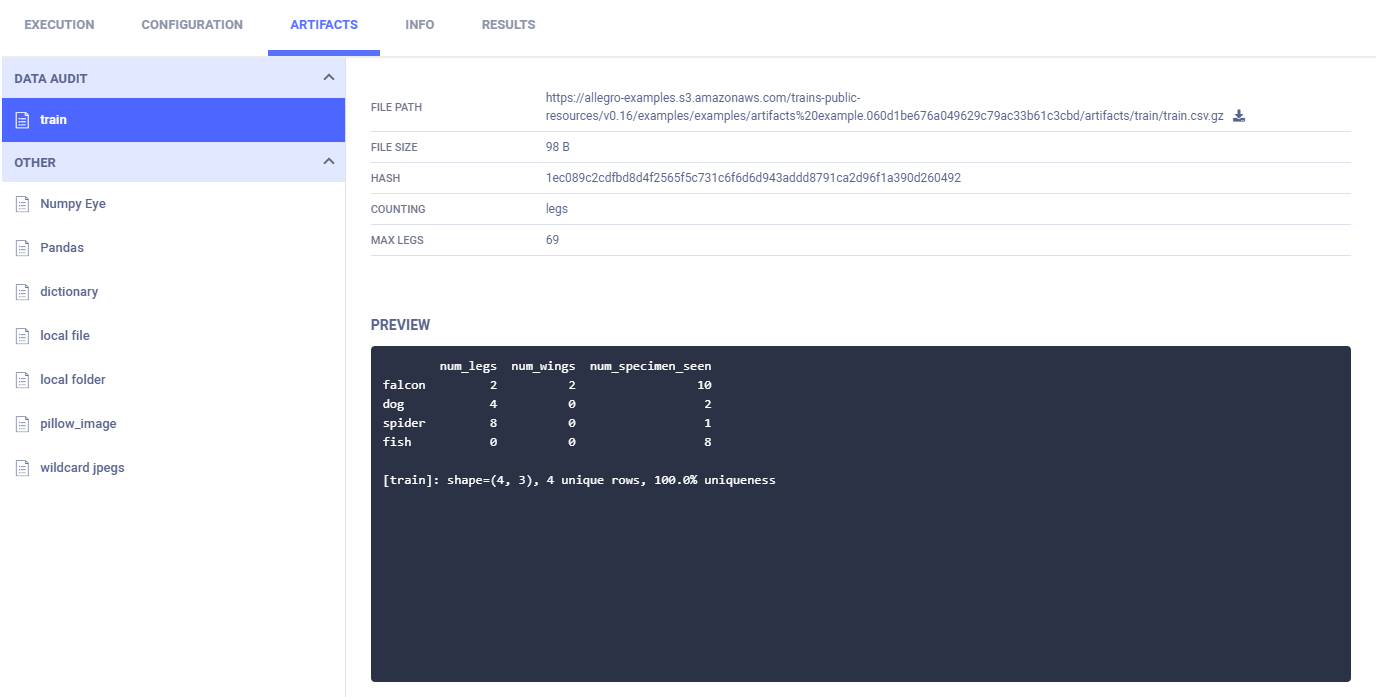 EXECUTION CONFIGURATION ARTIFACTS INFO RESULTS
DATA AUDIT
train
OTHER
Numpy Eye
Pandas
dictionary
local file
local folder
pillow_image
wildcard jpegs
FILE PATH
https://allegro-examples.s3.amazonaws.com/trains-public-
resources/v0.16/examples/examples/artifacts%20example.060d1be676a049629c79ac33b61c3cbd/artifacts/train/train.csv.gz
FILE SIZE 98 B
HASH 1ec089c2cdfbd8d4f2565f5c731c6f6d6d943addd8791ca2d96f1a390d260492
COUNTING legs
MAX LEGS 69
PREVIEW
num_legs num_wings num_specimen_seen
falcon 2 2 10
dog 4 0 2
spider 8 0 1
fish 0 0 8
[train]: shape=(4, 3), 4 unique rows, 100.0% uniqueness